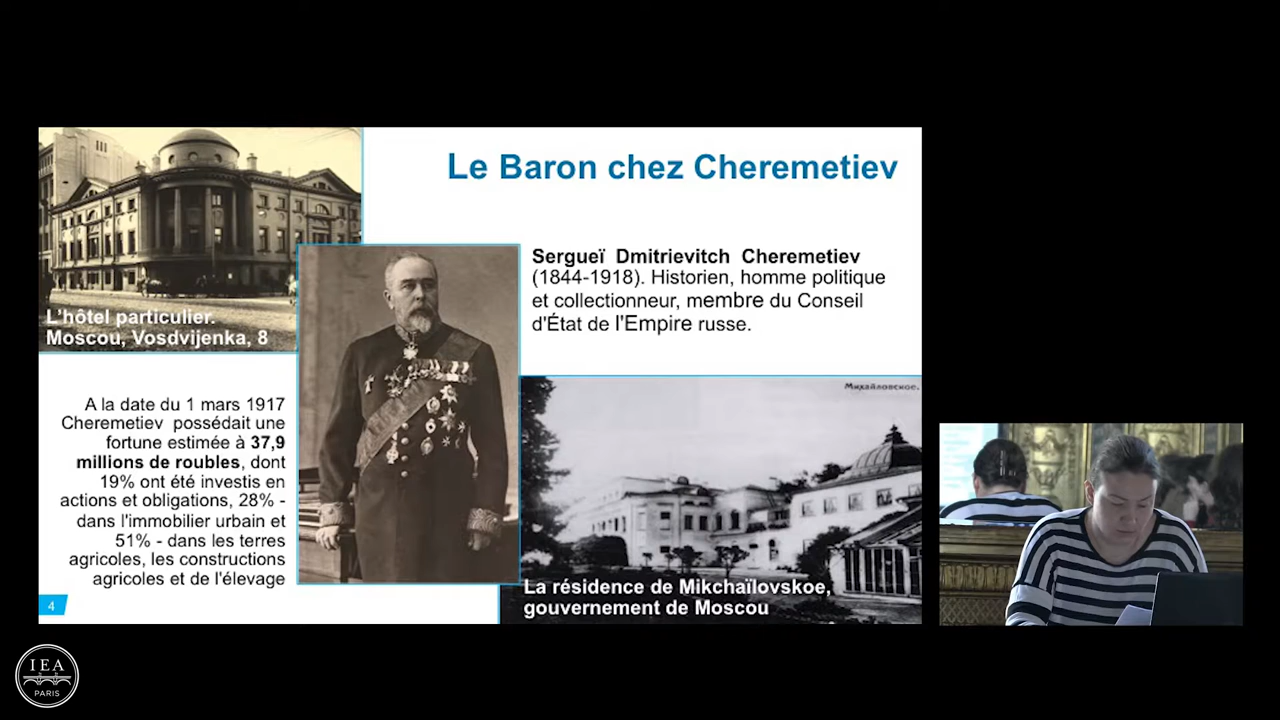 Le Baron chez Cheremetiev
L'hôtel particulier.
Moscou, Vosdvijenka, 8
Sergueï Dmitrievitch Cheremetiev
(1844-1918). Historien, homme politique
et collectionneur, membre du Conseil
d'État de l'Empire russe.
A la date du 1 mars 1917
Cheremetiev possédait une
fortune estimée à 37,9
millions de roubles, dont
19% ont été investis en
actions et obligations, 28% -
dans l'immobilier urbain et
51% - dans les terres
agricoles, les constructions
agricoles et de l'élevage
Михайловское.
La résidence de Mikchaïlovskoe,
gouvernement de Moscou
4
IEA
PARIS